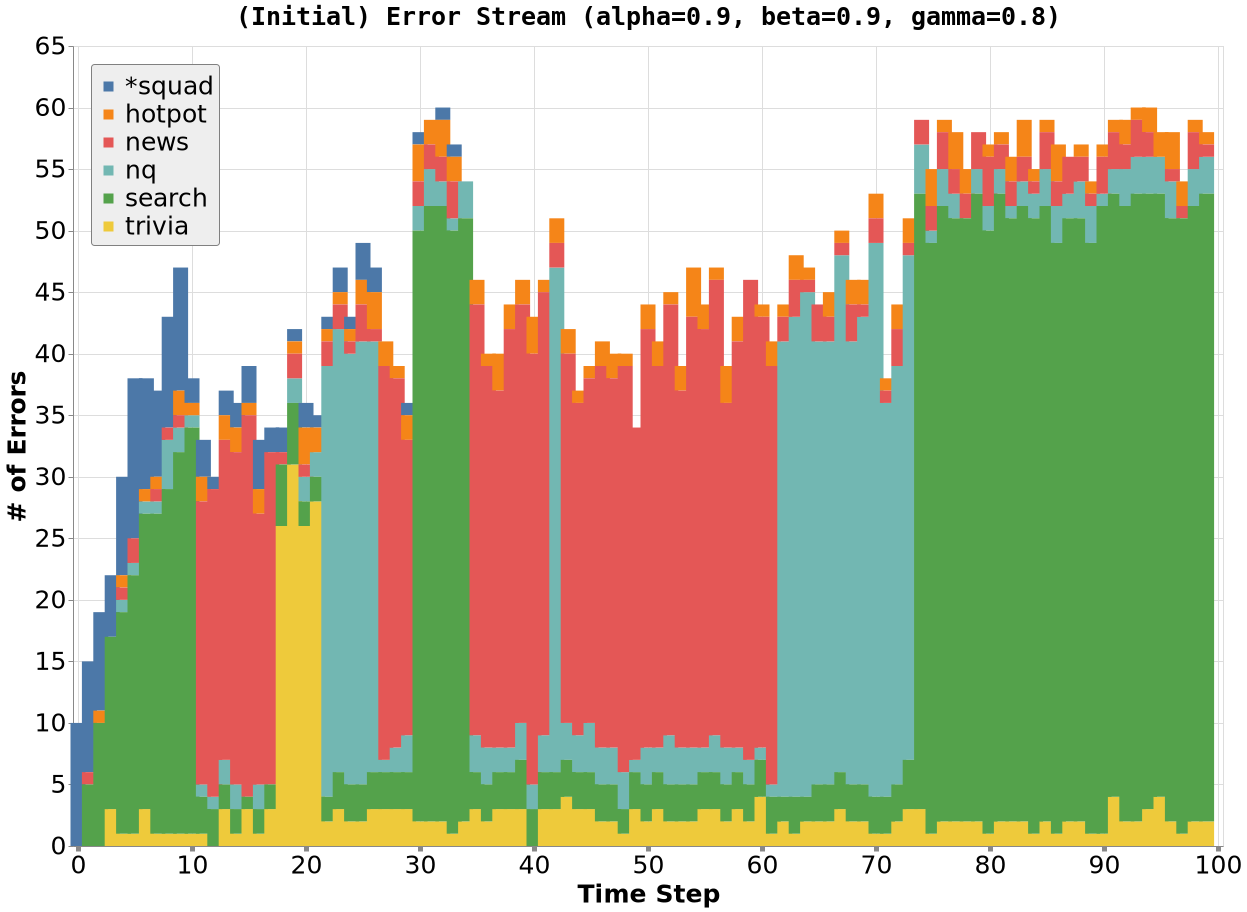 (Initial) Error Stream (alpha=0.9, beta=0.9, gamma=0.8)
65
60
55
50
45
40
35
30
25
20
15
10
5
0
# of Errors
*squad
hotpot
news
nq
search
trivia
0 10 20 30 40 50 60 70 80 90 100
Time Step